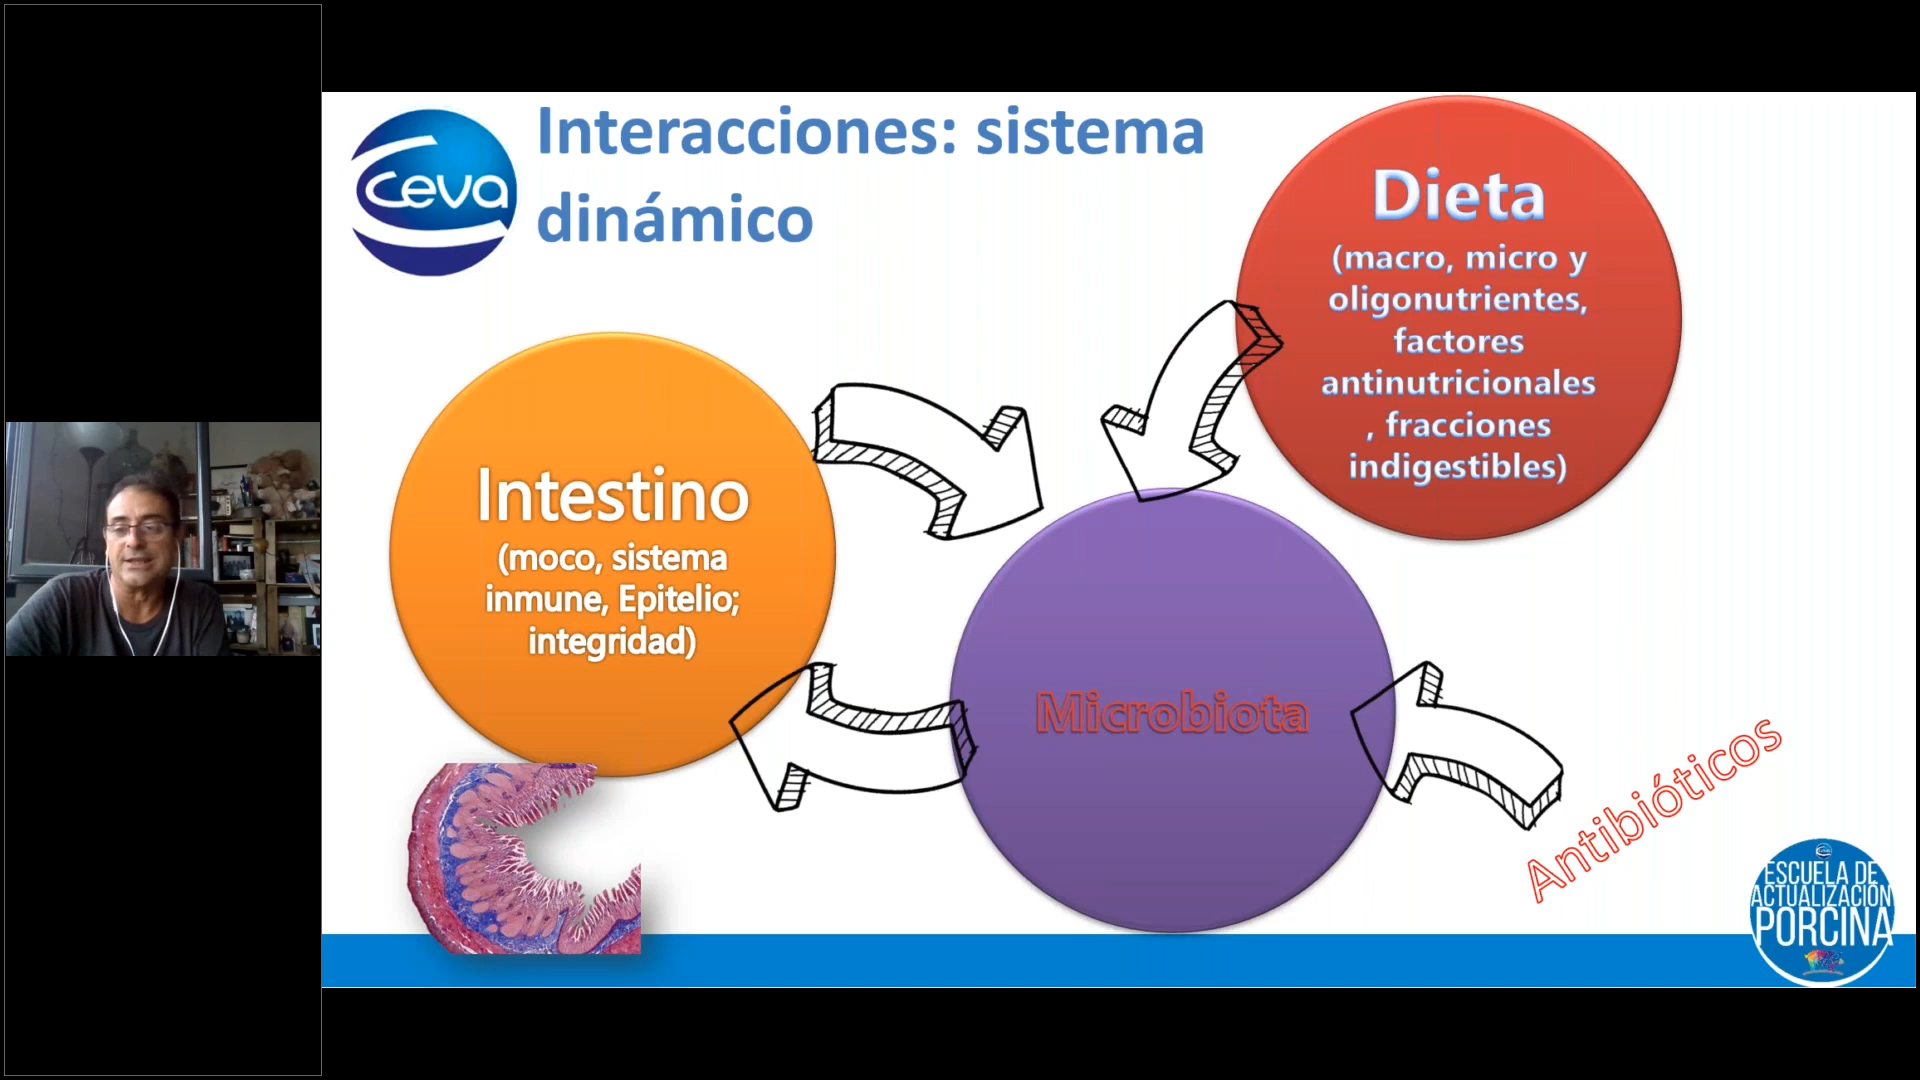 Ceva
Interacciones: sistema
dinámico
Dieta
(macro, micro y
oligonutrientes,
factores
antinutricionales
, fracciones
indigestibles)
Intestino
(moco, sistema
inmune, Epitelio;
integridad)
Microbiota
Antibióticos
Ceva
ESCUELA DE
ACTUALIZACIÓN
PORCINA